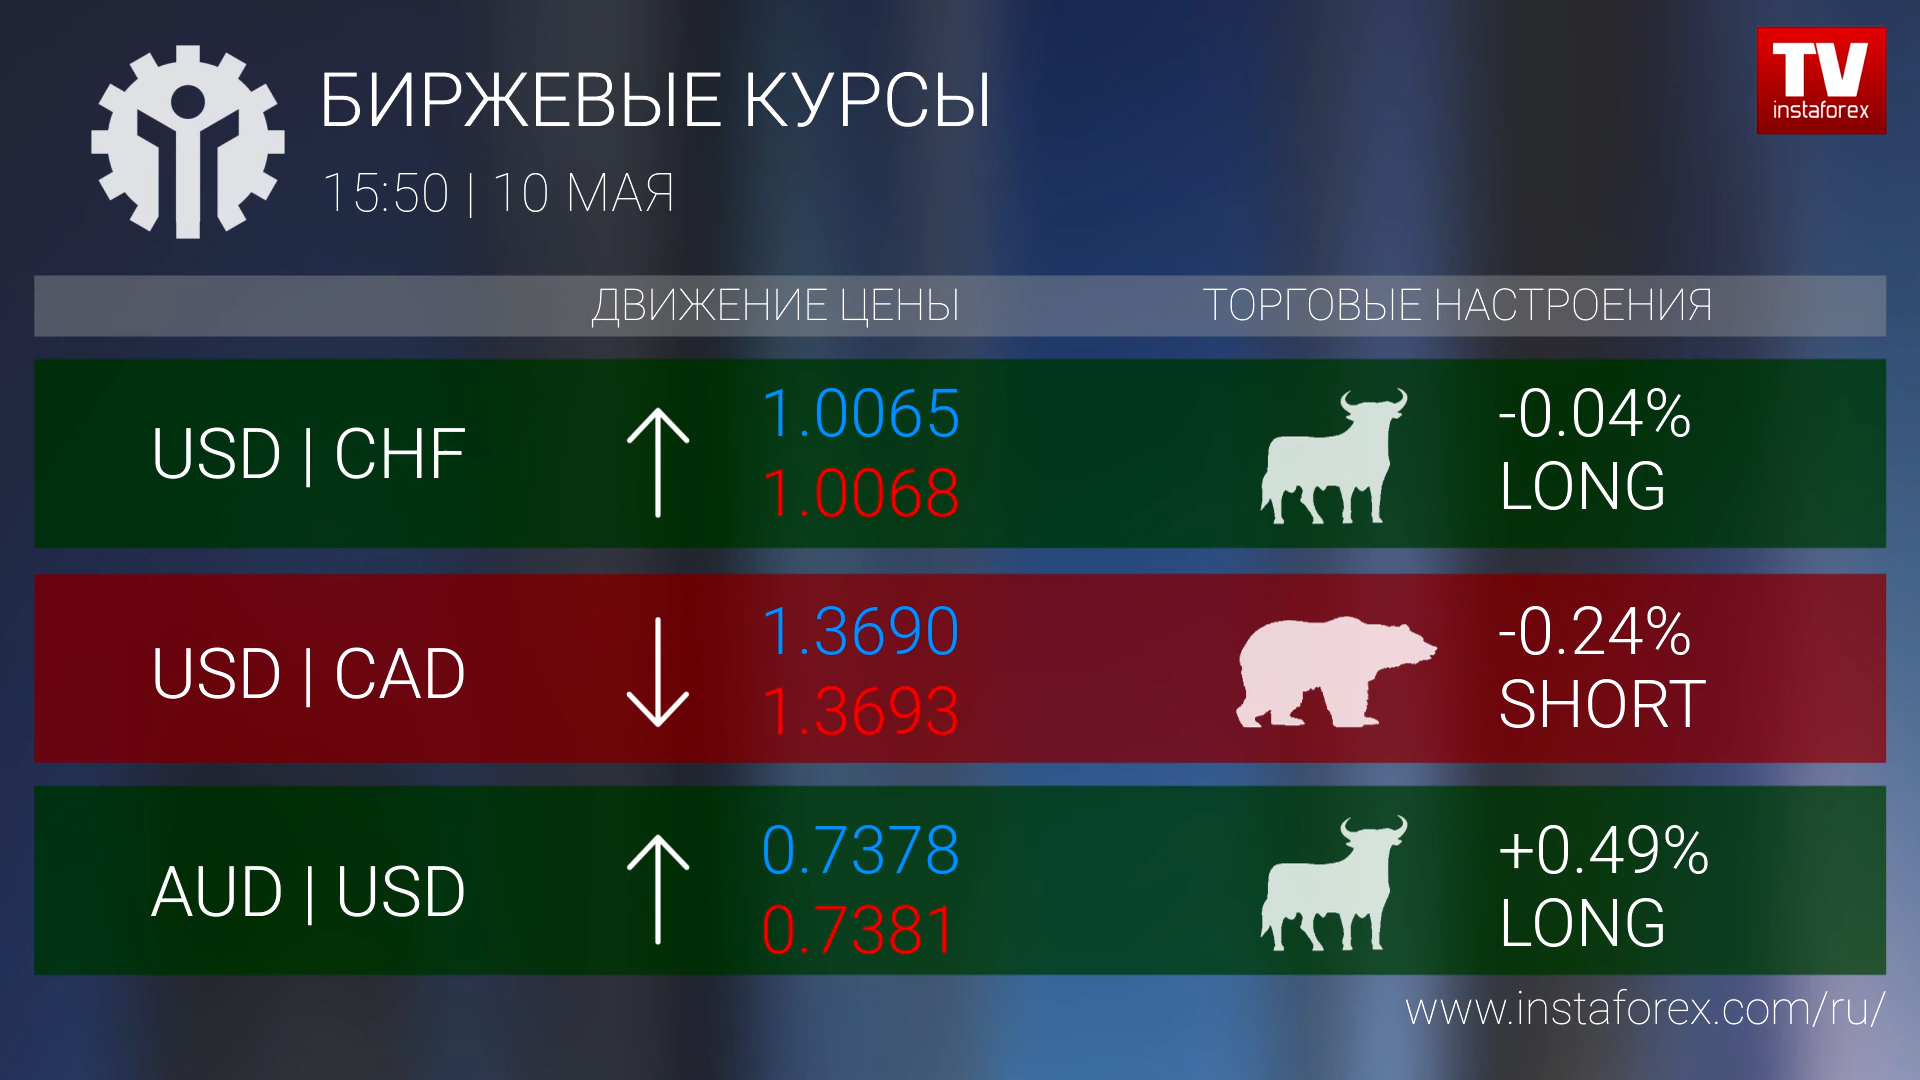 БИРЖЕВЫЕ КУРСЫ
15:50 | 10 МАЯ
TV
instaforex
ДВИЖЕНИЕ ЦЕНЫ
ТОРГОВЫЕ НАСТРОЕНИЯ
USD | CHF
1.0065
1.0068
-0.04%
LONG
USD | CAD
1.3690
1.3693
-0.24%
SHORT
AUD | USD
0.7378
0.7381
+0.49%
LONG
www.instaforex.com/ru/